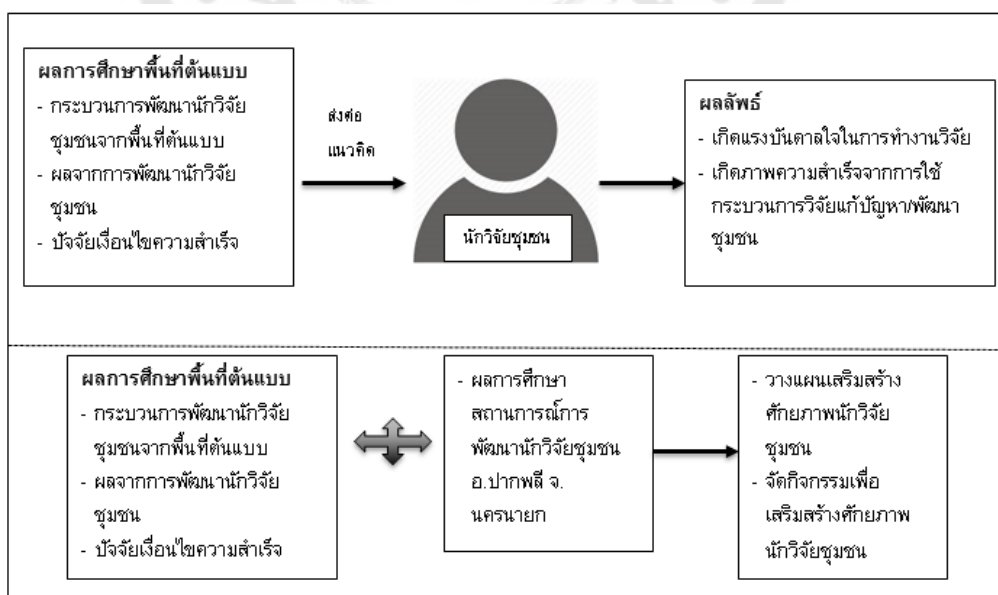 ผลการศึกษาพื้นที่ต้นแบบ
- กระบวนการพัฒนานักวิจัย
ชุมชนจากพื้นที่ต้นแบบ
- ผลจากการพัฒนานักวิจัย
ชุมชน
- ปัจจัยเงื่อนไขความสำเร็จ
ส่งต่อ
แนวคิด
นักวิจัยชุมชน
ผลลัพธ์
- เกิดแรงบันดาลใจในการทำงานวิจัย
- เกิดภาพความสำเร็จจากการใช้
กระบวนการวิจัยแก้ปัญหา/พัฒนา
ชุมชน
ผลการศึกษาพื้นที่ต้นแบบ
- กระบวนการพัฒนานักวิจัย
ชุมชนจากพื้นที่ต้นแบบ
- ผลจากการพัฒนานักวิจัย
ชุมชน
- ปัจจัยเงื่อนไขความสำเร็จ
- ผลการศึกษา
สถานการณ์การ
พัฒนานักวิจัยชุมชน
อ.ปากพลี จ.
นครนายก
- วางแผนเสริมสร้าง
ศักยภาพนักวิจัย
ชุมชน
- จัดกิจกรรมเพื่อ
เสริมสร้างศักยภาพ
นักวิจัยชุมชน